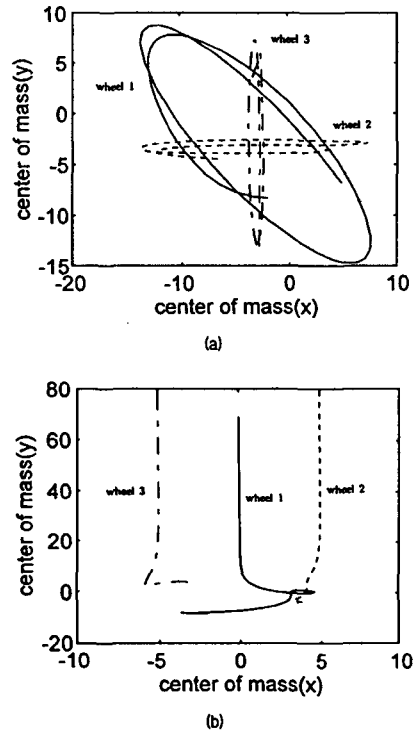 10
5
0
-5
-10
-15
center of mass(y)
wheel 1
wheel 3
wheel 2
-20
-10
0
10
center of mass(x)
(a)
80
60
40
20
0
-20
center of mass(y)
wheel 3
wheel 1
wheel 2
-10
-5
0
5
10
center of mass(x)
(b)